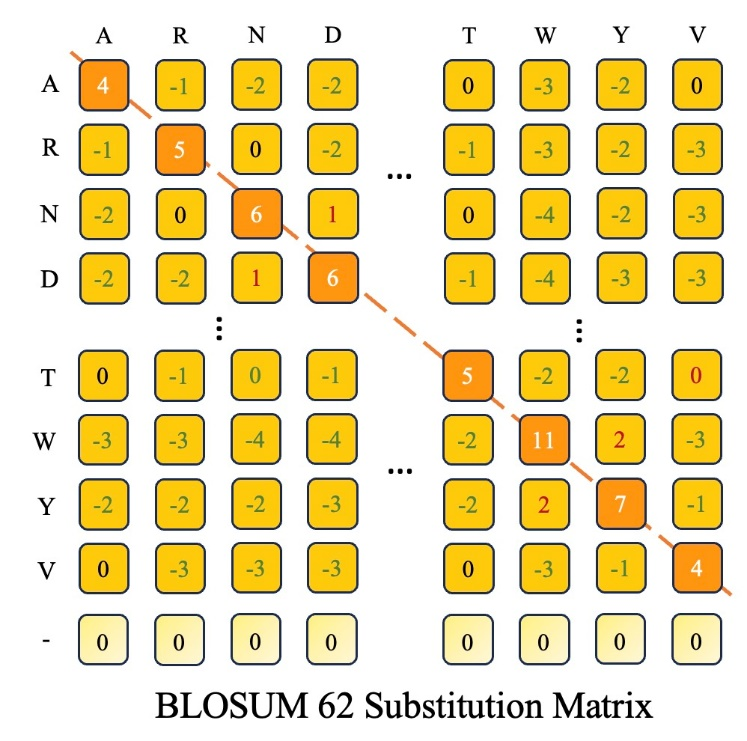 A R N D T W Y V
A 4 -1 -2 -2 0 -3 -2 0
R -1 5 0 -2 ... -1 -3 -2 -3
N -2 0 6 1 0 -4 -2 -3
D -2 -2 1 6 -1 -4 -3 -3
⋮ ⋮
T 0 -1 0 -1 5 -2 -2 0
W -3 -3 -4 -4 ... -2 11 2 -3
Y -2 -2 -2 -3 -2 2 7 -1
V 0 -3 -3 -3 0 -3 -1 4
- 0 0 0 0 0 0 0 0
BLOSUM 62 Substitution Matrix